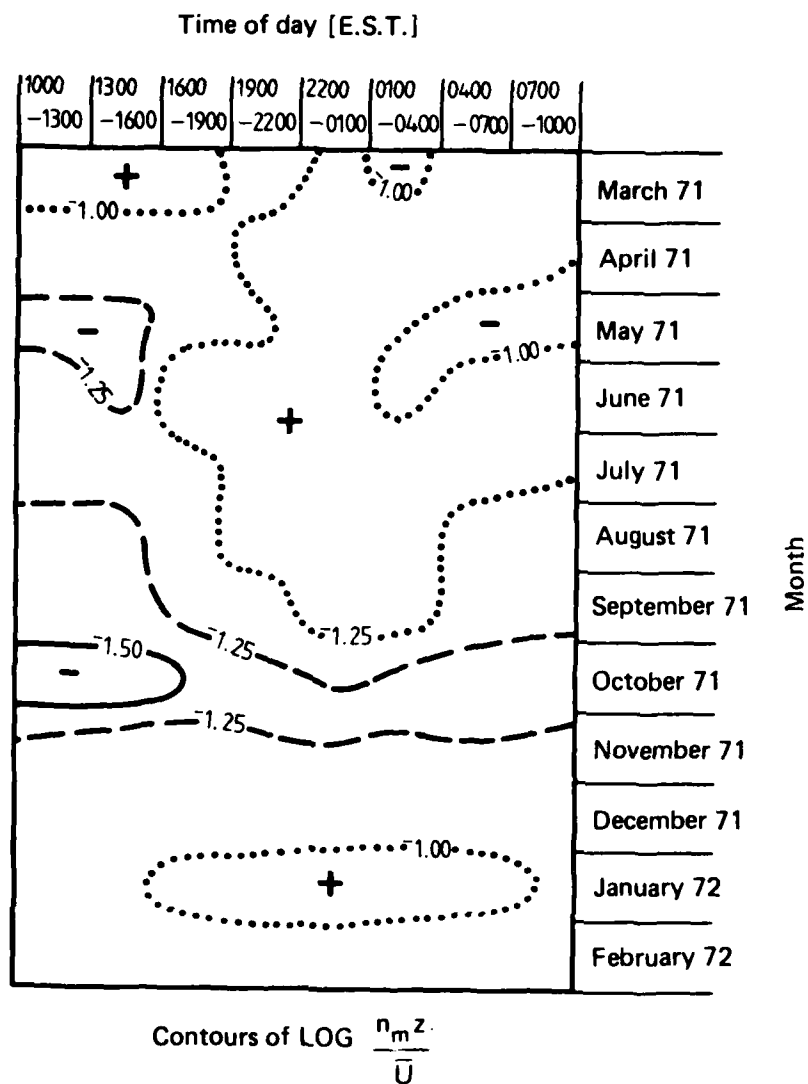 Time of day [E.S.T.]
1000 1300 1600 1900 2200 0100 0400 0700
-1300 -1600 -1900 -2200 -0100 -0400 -0700 -1000
+ -
-1.00 -1.00
March 71
April 71
- -
May 71
-1.25 -1.00
+
June 71
July 71
August 71
-1.25
September 71
-1.50 -1.25
-
October 71
-1.25
November 71
December 71
-1.00
+
January 72
February 72
Month
Contours of LOG n_m z / Ū